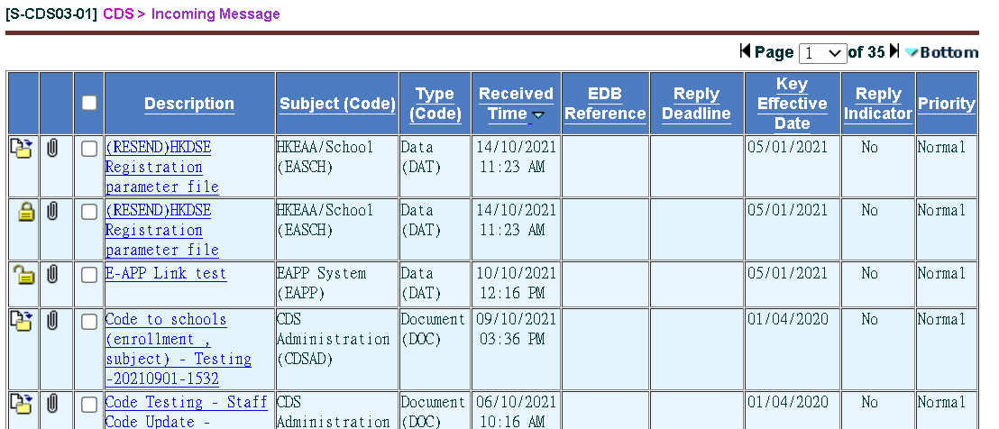 [S-CDS03-01] CDS > Incoming Message
Page 1 of 35 Bottom
Description Subject (Code) Type (Code) Received Time EDB Reference Reply Deadline Key Effective Date Reply Indicator Priority
(RESEND)HKDSE HKEAA/School Data 14/10/2021 05/01/2021 No Normal
Registration (EASCH) (DAT) 11:23 AM
parameter file
(RESEND)HKDSE HKEAA/School Data 14/10/2021 05/01/2021 No Normal
Registration (EASCH) (DAT) 11:23 AM
parameter file
E-APP Link test EAPP System Data 10/10/2021 05/01/2021 No Normal
(EAPP) (DAT) 12:16 PM
Code to schools CDS Document 09/10/2021 01/04/2020 No Normal
(enrollment , Administration (DOC) 03:36 PM
subject) - Testing (CDSAD)
-20210901-1532
Code Testing - Staff CDS Document 06/10/2021 01/04/2020 No Normal
Code Update - Administration (DOC) 10:16 AM